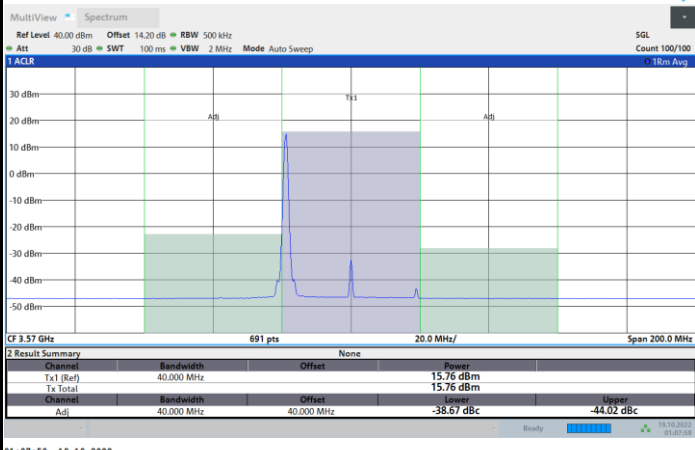 MultiView Spectrum
Ref Level 40.00 dBm Offset 14.20 dB RBW 500 kHz SGL
Att 30 dB SWT 100 ms VBW 2 MHz Mode Auto Sweep Count 100/100
1 ACLR 1Rm Avg
30 dBm
Tx1
20 dBm
Adj Adj
10 dBm
0 dBm
-10 dBm
-20 dBm
-30 dBm
-40 dBm
-50 dBm
CF 3.57 GHz 691 pts 20.0 MHz/ Span 200.0 MHz
2 Result Summary None
Channel Bandwidth Offset Power
Tx1 (Ref) 40.000 MHz 15.76 dBm
Tx Total 15.76 dBm
Channel Bandwidth Offset Lower Upper
Adj 40.000 MHz 40.000 MHz -38.67 dBc -44.02 dBc
Ready 19.10.2022
01:07:50